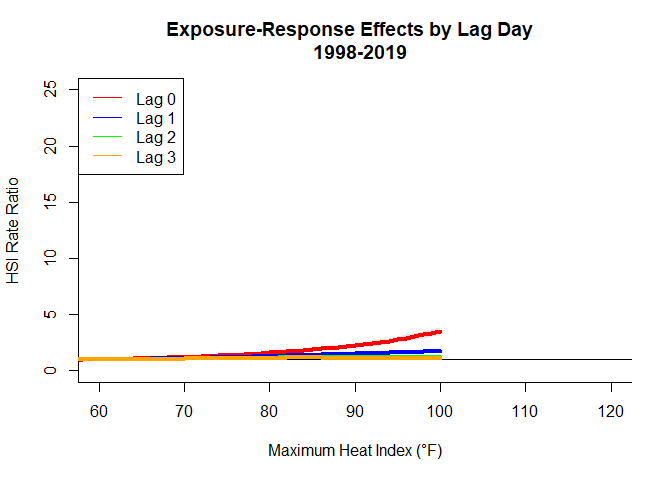 Exposure-Response Effects by Lag Day
1998-2019
HSI Rate Ratio
25
20
15
10
5
0
Lag 0
Lag 1
Lag 2
Lag 3
60 70 80 90 100 110 120
Maximum Heat Index (°F)